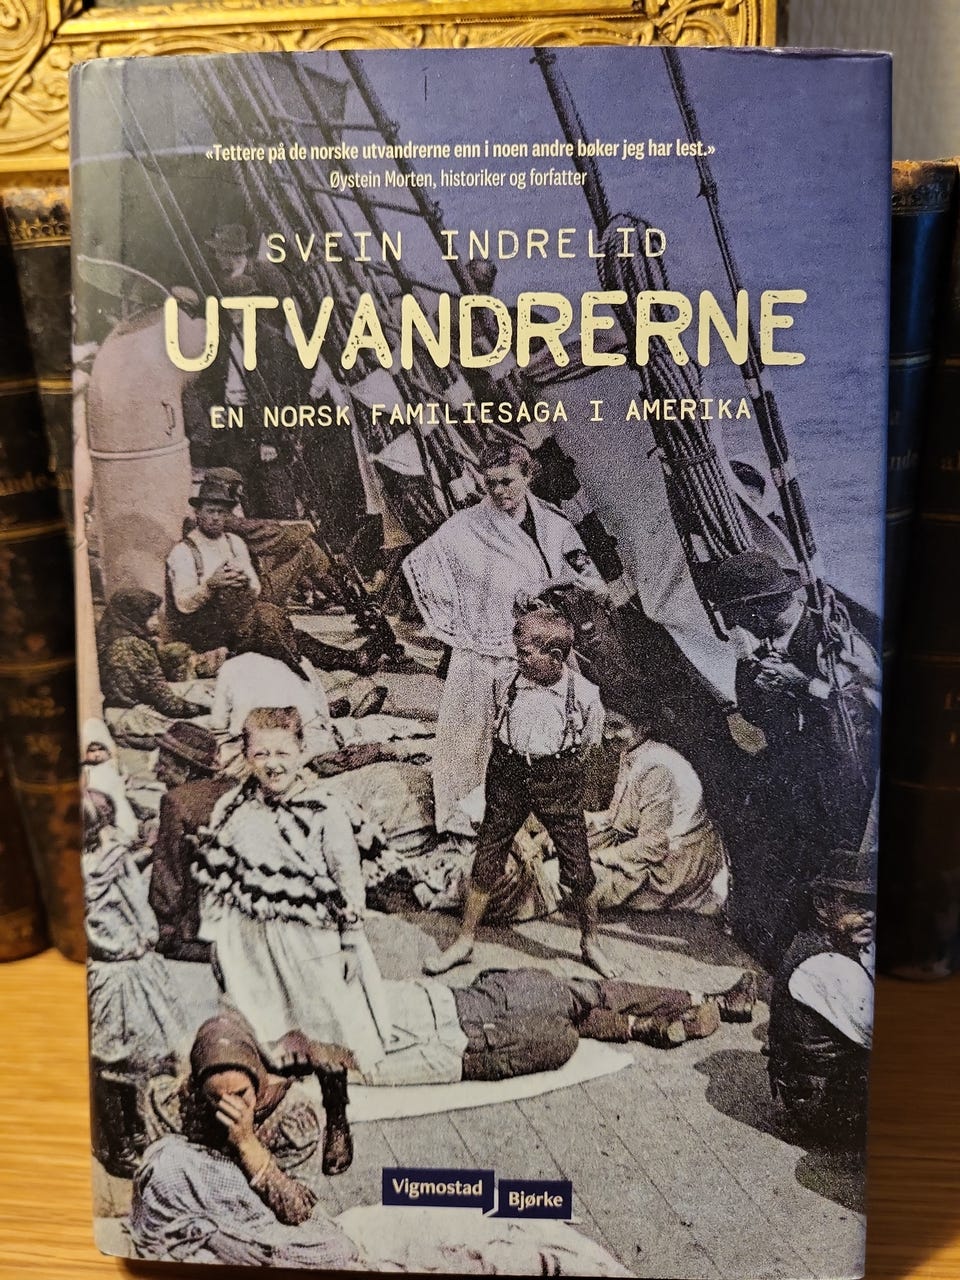 «Tettere på de norske utvandrerne enn i noen andre bøker jeg har lest.»
Øystein Morten, historiker og forfatter
SVEIN INDRELID
UTVANDRERNE
EN NORSK FAMILIESAGA I AMERIKA
Vigmostad
Bjørke